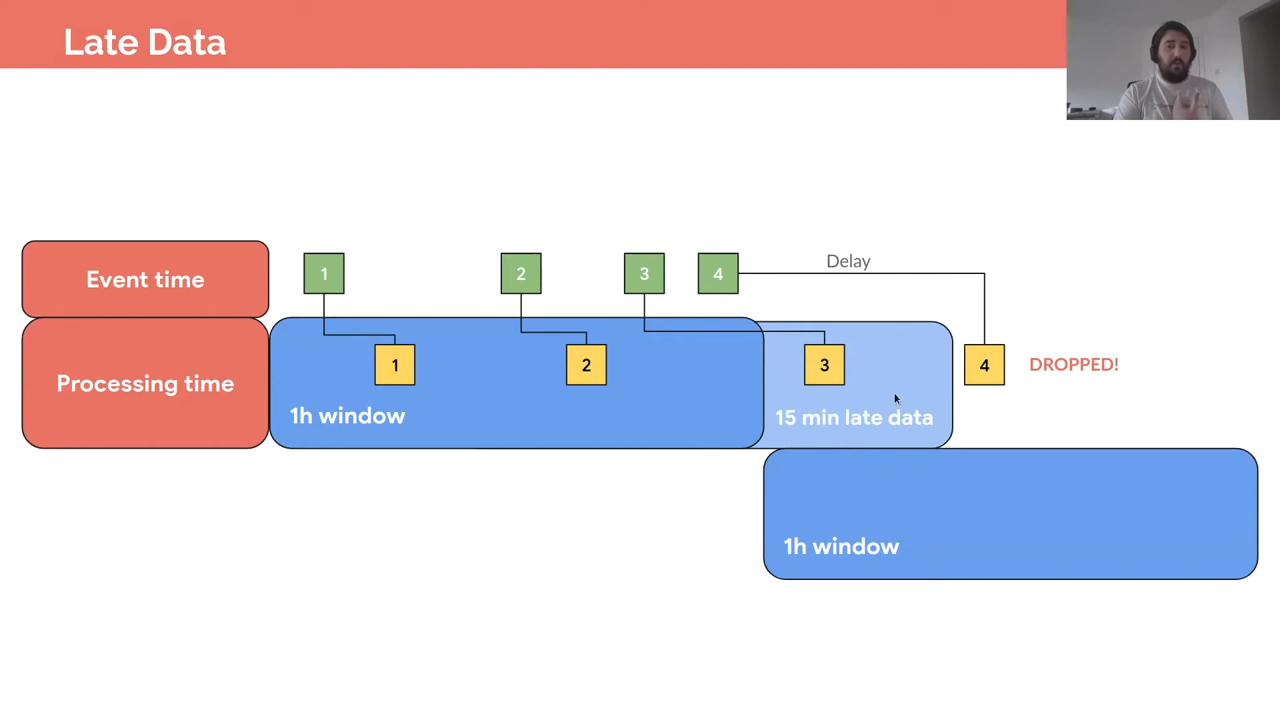 Late Data
Event time
1
2
3
4
Delay
Processing time
1
2
3
4
DROPPED!
1h window
15 min late data
1h window